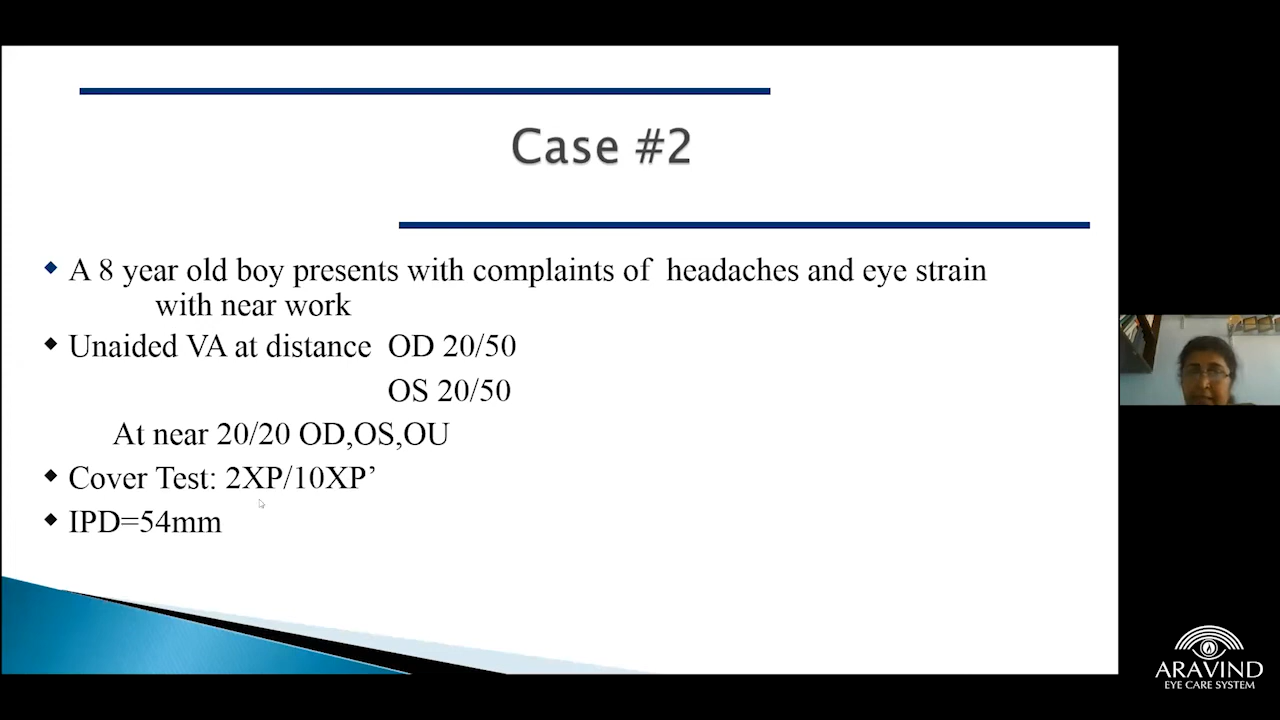 Case #2
A 8 year old boy presents with complaints of headaches and eye strain
with near work
Unaided VA at distance OD 20/50
OS 20/50
At near 20/20 OD,OS,OU
Cover Test: 2XP/10XP’
IPD=54mm
ARAVIND
EYE CARE SYSTEM